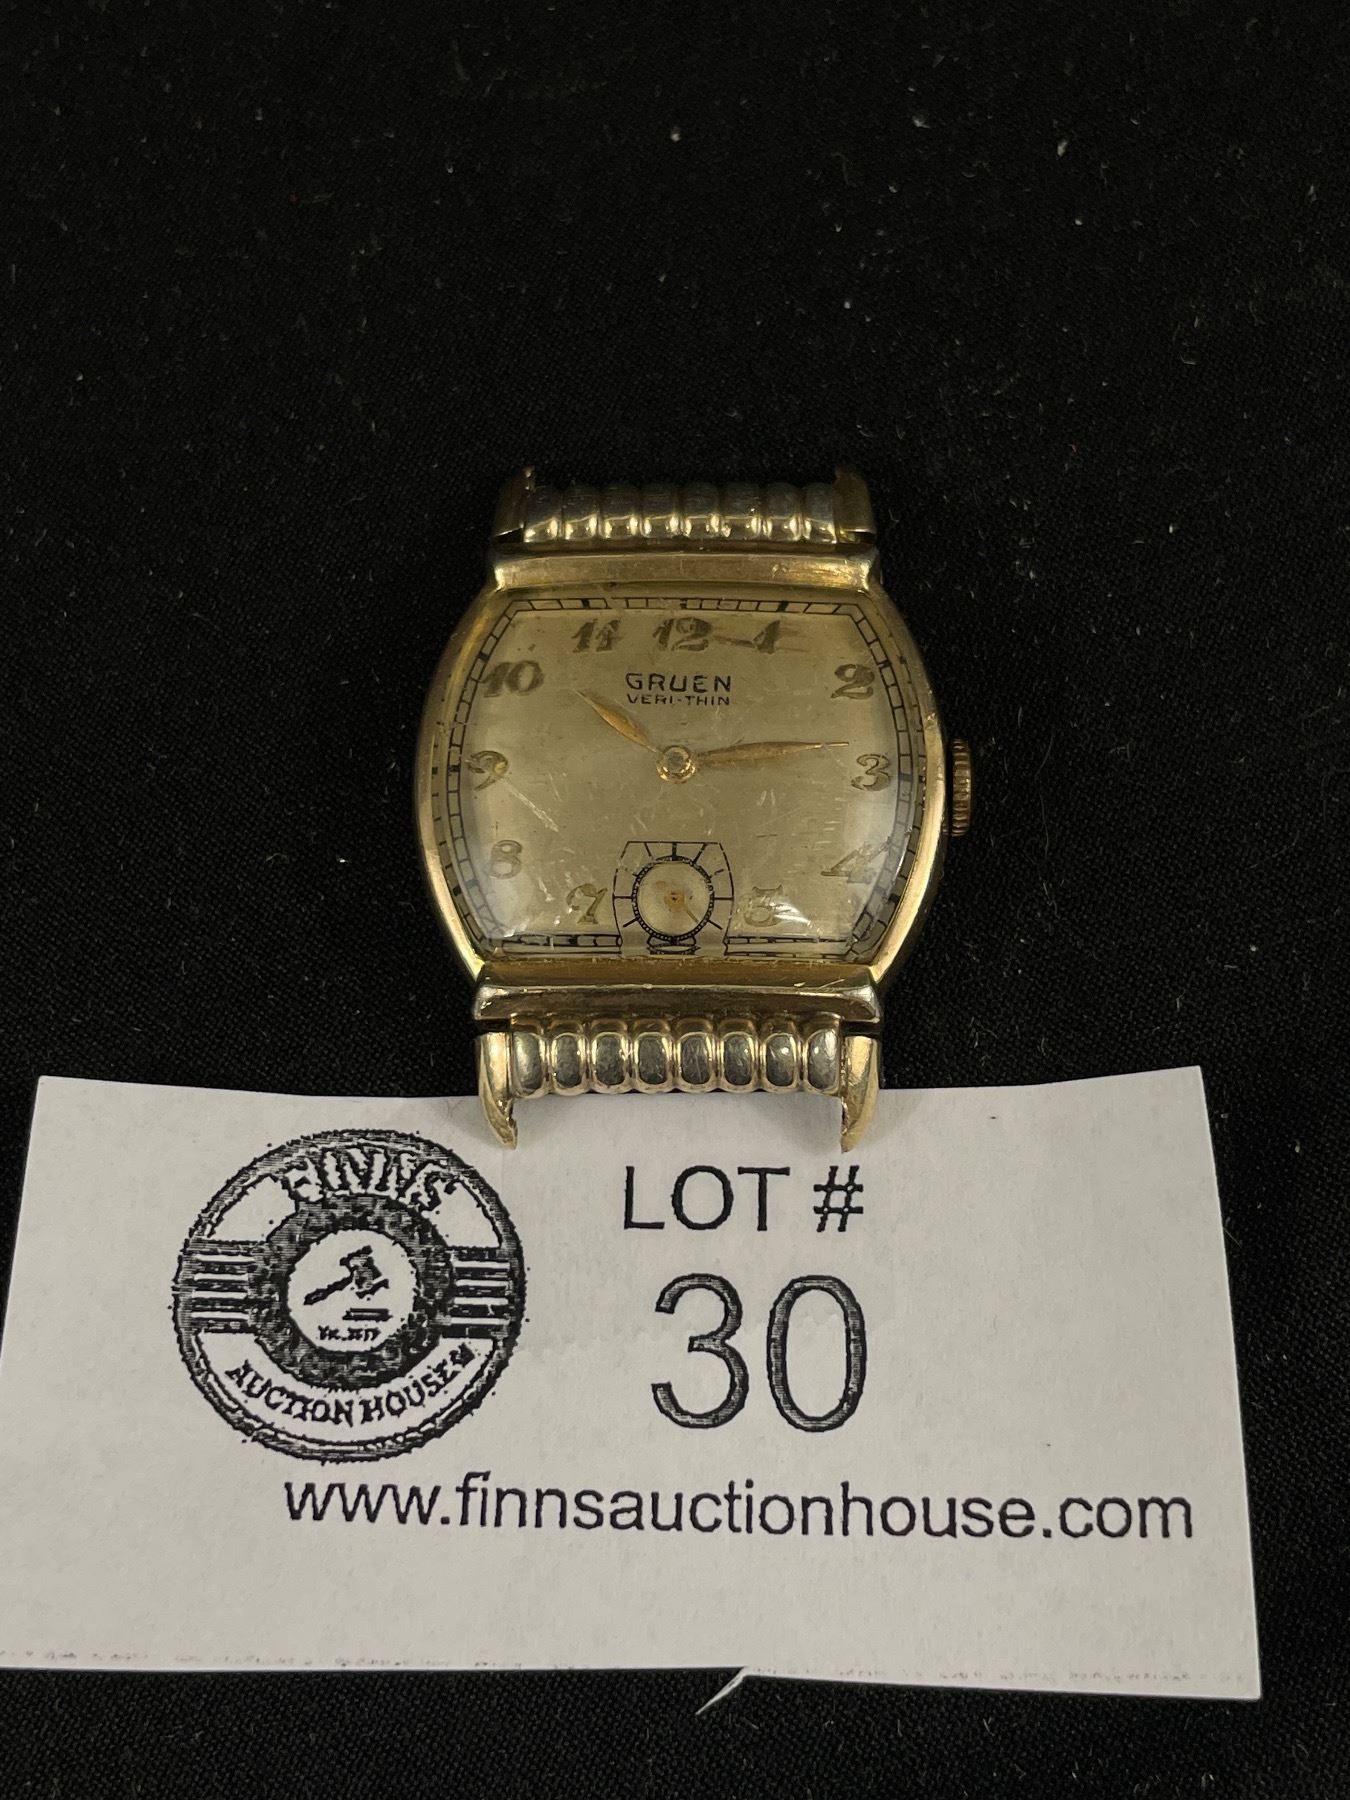 11 12 1
10 2
GRUEN
VERI-THIN
9 3
8 4
7 5
FINNS
AUCTION HOUSE
LOT #
30
www.finnsauctionhouse.com